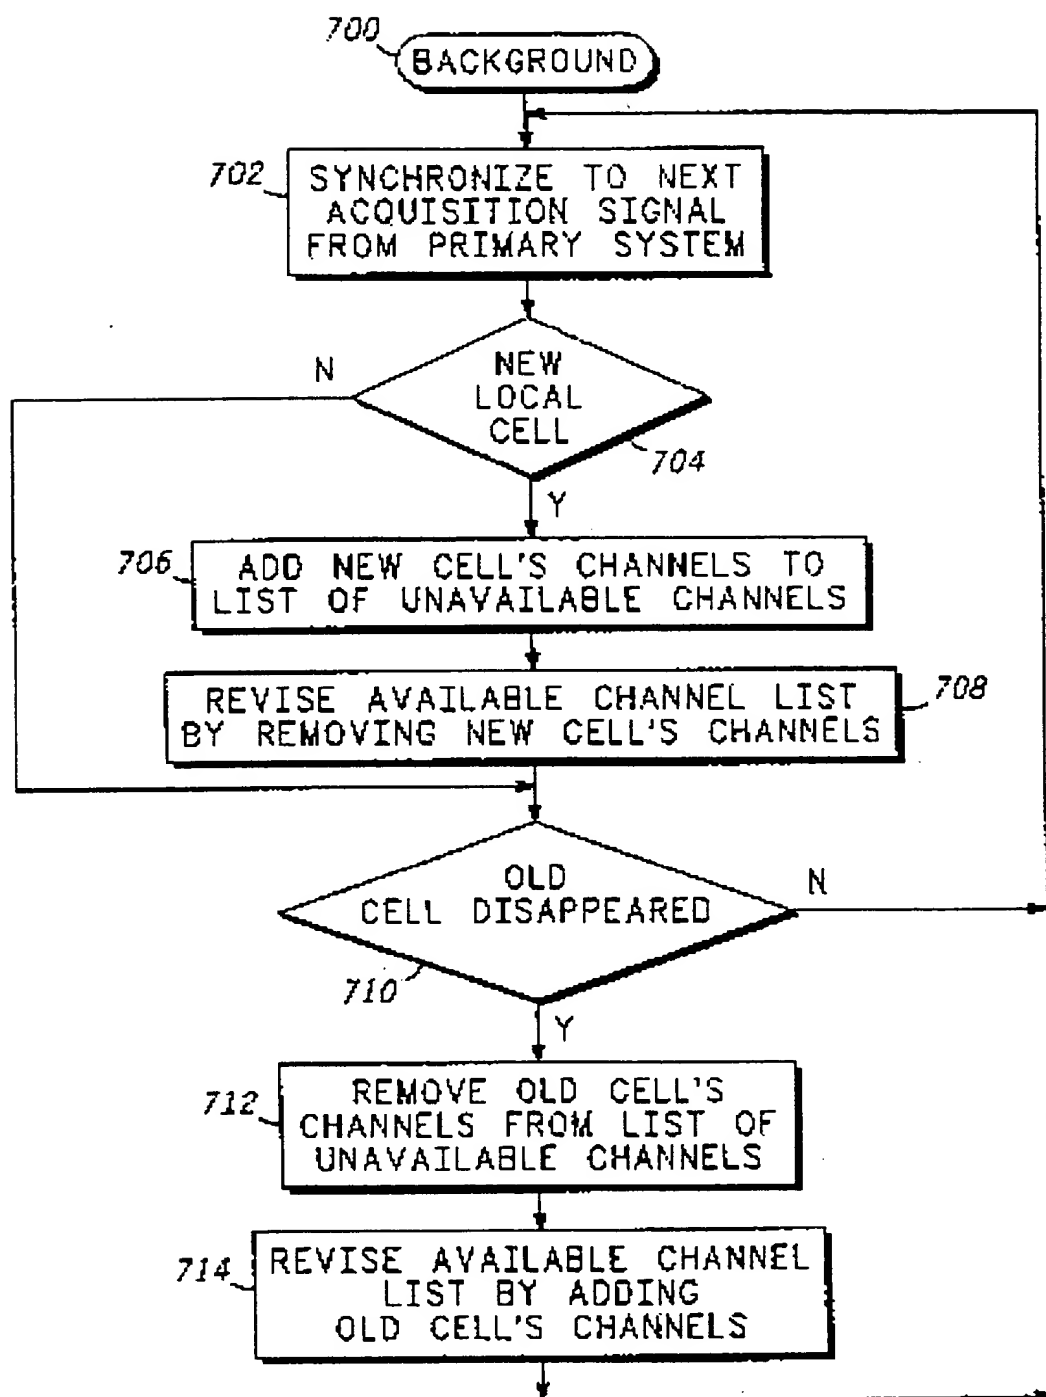 700
BACKGROUND
702
SYNCHRONIZE TO NEXT
ACQUISITION SIGNAL
FROM PRIMARY SYSTEM
N
NEW
LOCAL
CELL
704
Y
706
ADD NEW CELL'S CHANNELS TO
LIST OF UNAVAILABLE CHANNELS
708
REVISE AVAILABLE CHANNEL LIST
BY REMOVING NEW CELL'S CHANNELS
OLD
CELL DISAPPEARED
N
710
Y
712
REMOVE OLD CELL'S
CHANNELS FROM LIST OF
UNAVAILABLE CHANNELS
714
REVISE AVAILABLE CHANNEL
LIST BY ADDING
OLD CELL'S CHANNELS